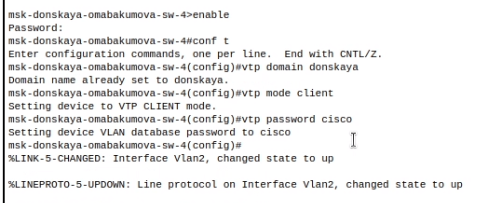 msk-donskaya-omabakumova-sw-4>enable
Password:
msk-donskaya-omabakumova-sw-4#conf t
Enter configuration commands, one per line.  End with CNTL/Z.
msk-donskaya-omabakumova-sw-4(config)#vtp domain donskaya
Domain name already set to donskaya.
msk-donskaya-omabakumova-sw-4(config)#vtp mode client
Setting device to VTP CLIENT mode.
msk-donskaya-omabakumova-sw-4(config)#vtp password cisco
Setting device VLAN database password to cisco
msk-donskaya-omabakumova-sw-4(config)#
%LINK-5-CHANGED: Interface Vlan2, changed state to up
%LINEPROTO-5-UPDOWN: Line protocol on Interface Vlan2, changed state to up